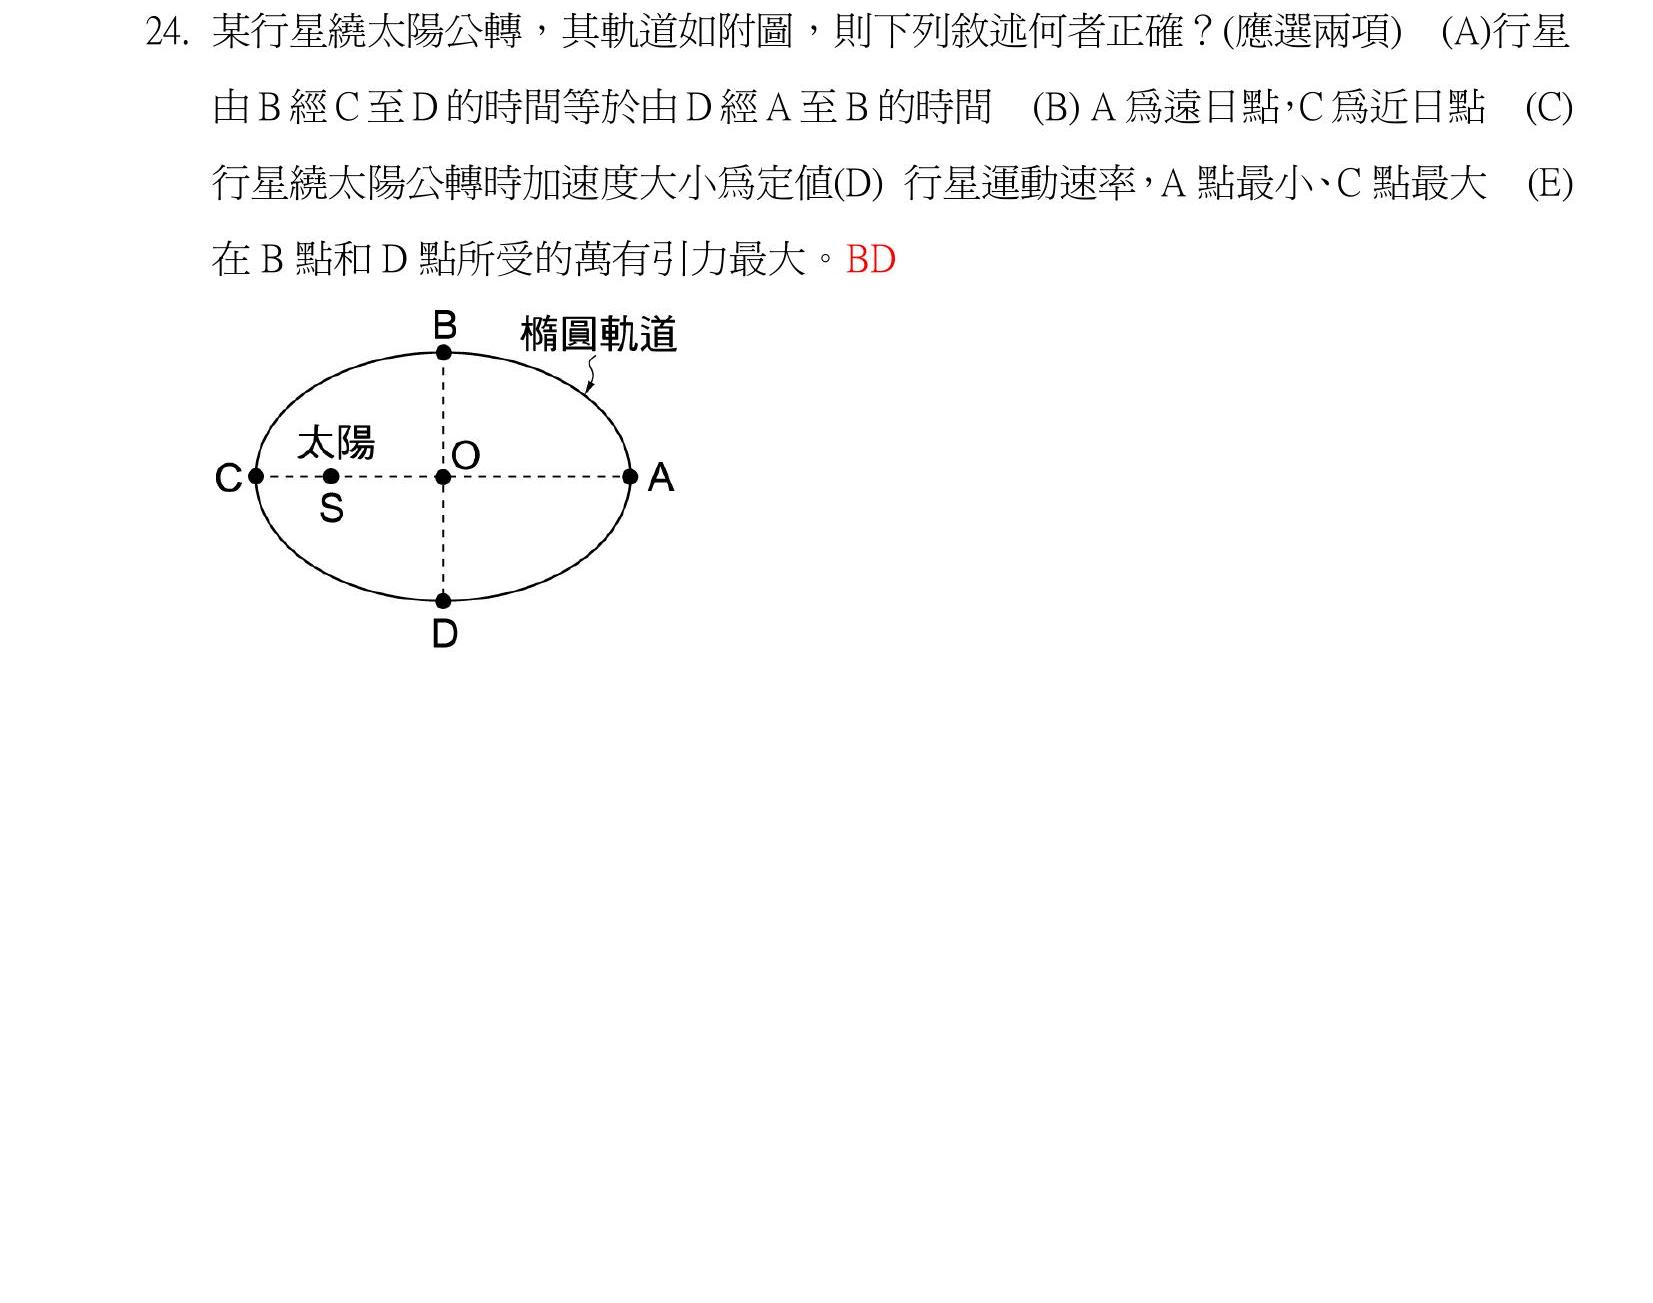 24. 某行星繞太陽公轉，其軌道如附圖，則下列敘述何者正確？(應選兩項) (A)行星
由 B 經 C 至 D 的時間等於由 D 經 A 至 B 的時間 (B) A 為遠日點，C 為近日點 (C)
行星繞太陽公轉時加速度大小為定值(D) 行星運動速率，A 點最小、C 點最大 (E)
在 B 點和 D 點所受的萬有引力最大。BD
B
橢圓軌道
太陽
O
C
A
S
D